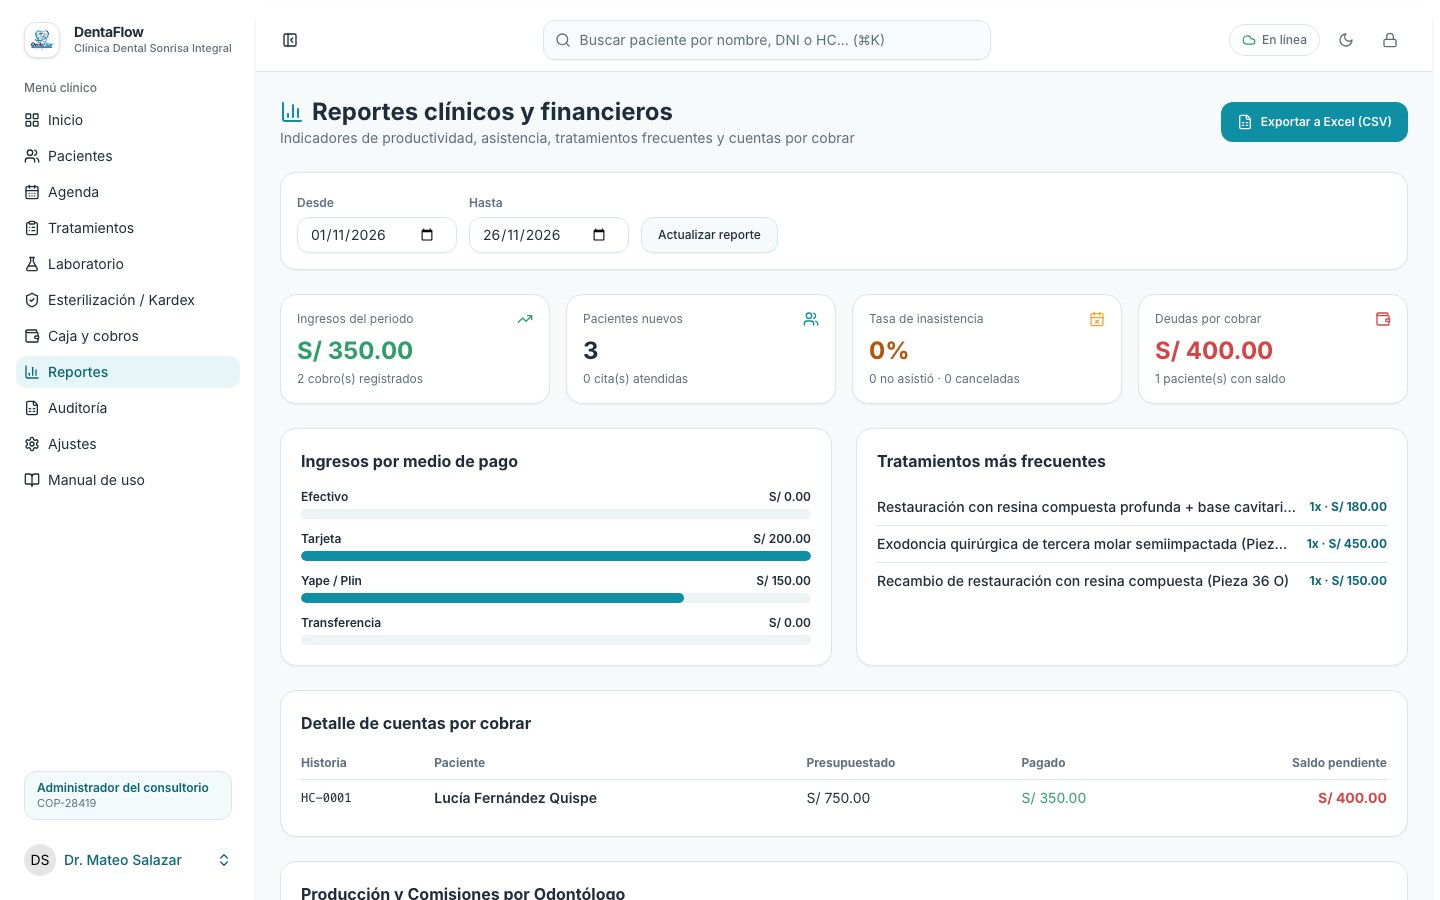 DentaFlow
Clínica Dental Sonrisa Integral
Menú clínico
Inicio
Pacientes
Agenda
Tratamientos
Laboratorio
Esterilización / Kardex
Caja y cobros
Reportes
Auditoría
Ajustes
Manual de uso
Administrador del consultorio
COP-28419
DS Dr. Mateo Salazar
Buscar paciente por nombre, DNI o HC... (⌘K)
En línea
Reportes clínicos y financieros
Indicadores de productividad, asistencia, tratamientos frecuentes y cuentas por cobrar
Exportar a Excel (CSV)
Desde Hasta
01/11/2026 26/11/2026 Actualizar reporte
Ingresos del periodo
S/ 350.00
2 cobro(s) registrados
Pacientes nuevos
3
0 cita(s) atendidas
Tasa de inasistencia
0%
0 no asistió · 0 canceladas
Deudas por cobrar
S/ 400.00
1 paciente(s) con saldo
Ingresos por medio de pago
Efectivo S/ 0.00
Tarjeta S/ 200.00
Yape / Plin S/ 150.00
Transferencia S/ 0.00
Tratamientos más frecuentes
Restauración con resina compuesta profunda + base cavitari... 1x · S/ 180.00
Exodoncia quirúrgica de tercera molar semiimpactada (Piez... 1x · S/ 450.00
Recambio de restauración con resina compuesta (Pieza 36 O) 1x · S/ 150.00
Detalle de cuentas por cobrar
Historia Paciente Presupuestado Pagado Saldo pendiente
HC-0001 Lucía Fernández Quispe S/ 750.00 S/ 350.00 S/ 400.00
Producción y Comisiones por Odontólogo